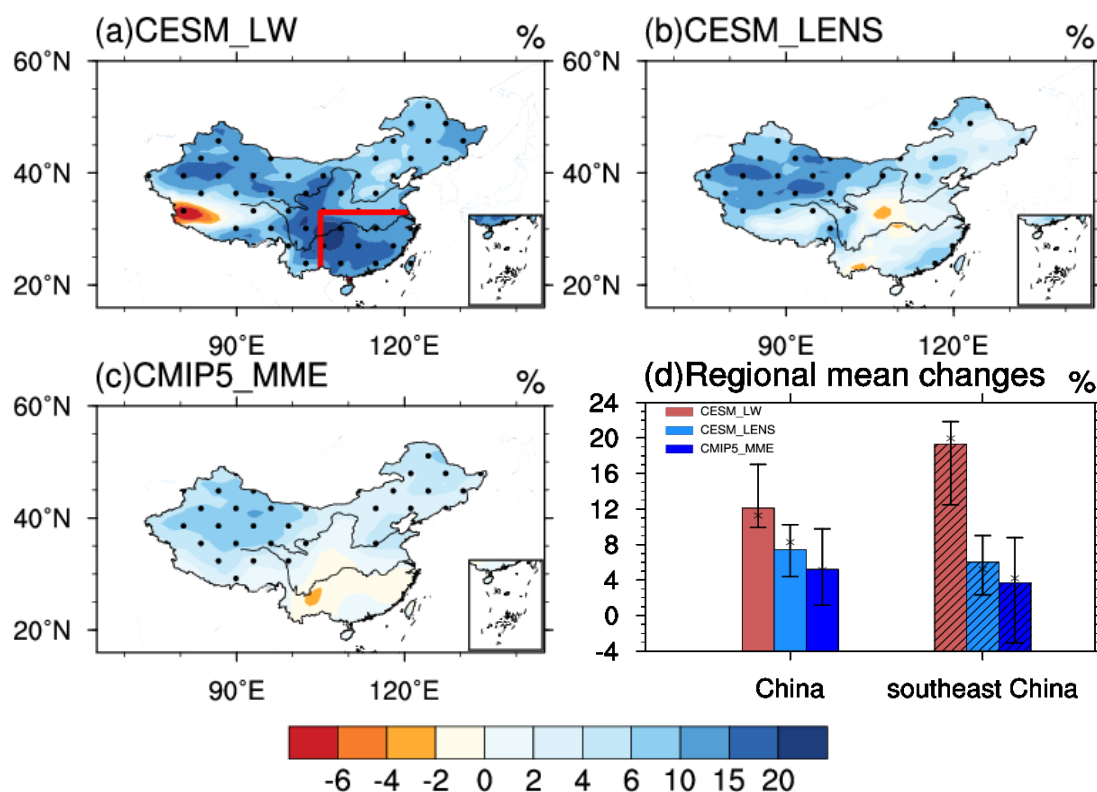 (a)CESM_LW %
(b)CESM_LENS %
60°N
60°N
40°N
40°N
20°N
20°N
90°E 120°E
90°E 120°E
(c)CMIP5_MME %
(d)Regional mean changes %
60°N
40°N
20°N
90°E 120°E
24
20
16
12
8
4
0
-4
CESM_LW
CESM_LENS
CMIP5_MME
China southeast China
-6 -4 -2 0 2 4 6 10 15 20